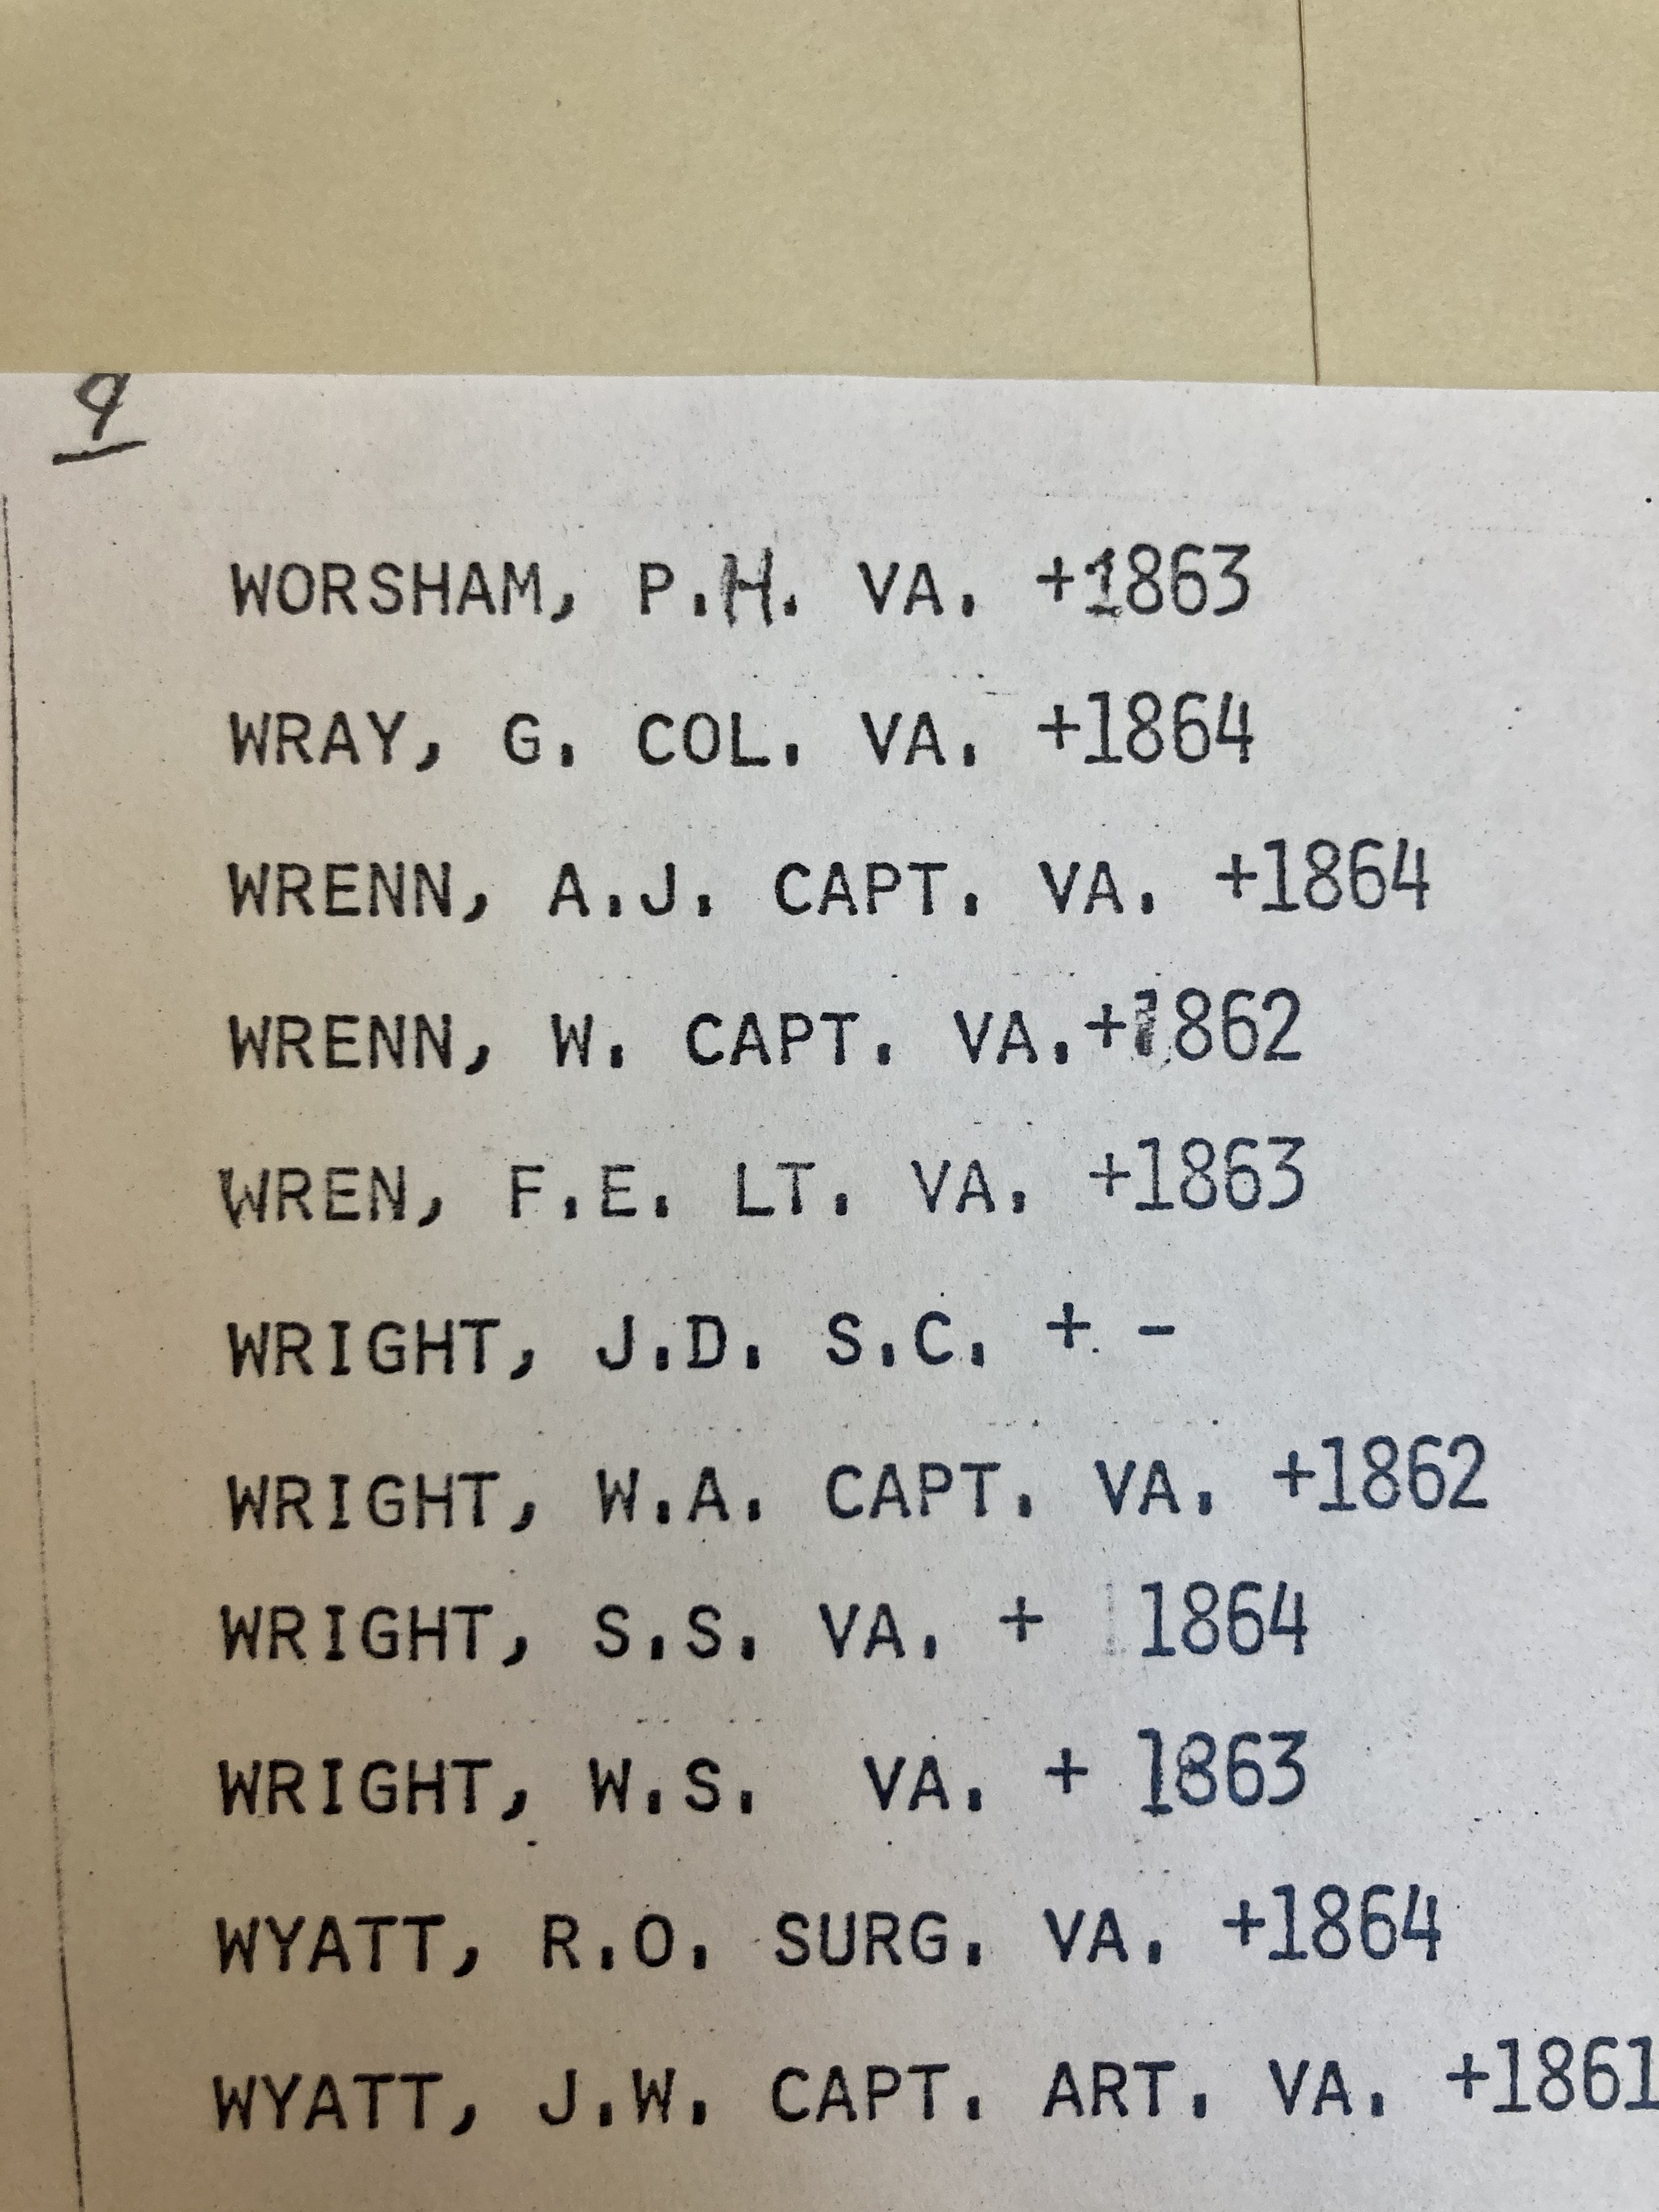 9
WORSHAM, P.H. VA. +1863
WRAY, G. COL. VA. +1864
WRENN, A.J. CAPT. VA. +1864
WRENN, W. CAPT. VA.+1862
WREN, F.E. LT. VA. +1863
WRIGHT, J.D. S.C. + -
WRIGHT, W.A. CAPT. VA. +1862
WRIGHT, S.S. VA. + 1864
WRIGHT, W.S. VA. + 1863
WYATT, R.O. SURG. VA. +1864
WYATT, J.W. CAPT. ART. VA. +1861